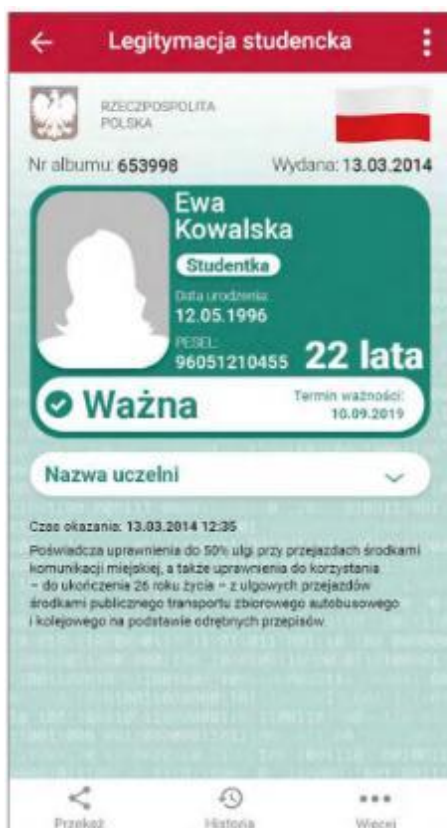 Legitymacja studencka
RZECZPOSPOLITA
POLSKA
Nr albumu: 653998 Wydana: 13.03.2014
Ewa
Kowalska
Studentka
Data urodzenia:
12.05.1996
PESEL:
96051210455 22 lata
Ważna
Termin ważności:
10.09.2019
Nazwa uczelni
Czas okazania: 13.03.2014 12:35
Poświadcza uprawnienia do 50% ulgi przy przejazdach środkami
komunikacji miejskiej, a także uprawnienia do korzystania
– do ukończenia 26 roku życia – z ulgowych przejazdów
środkami publicznego transportu zbiorowego autobusowego
i kolejowego na podstawie odrębnych przepisów.
Przekaż Historia Więcej